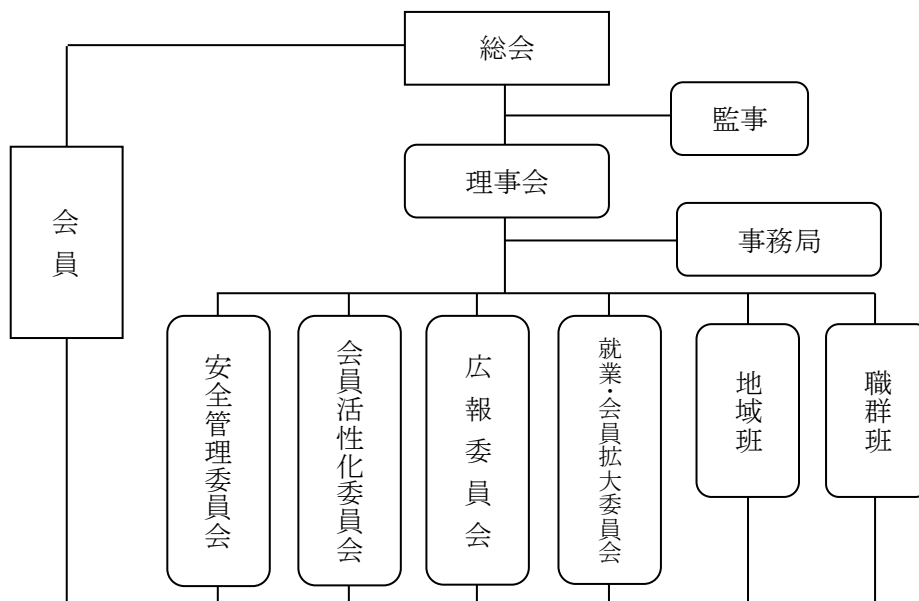 総会
監事
理事会
会員
事務局
安全管理委員会
会員活性化委員会
広報委員会
就業・会員拡大委員会
地域班
職群班